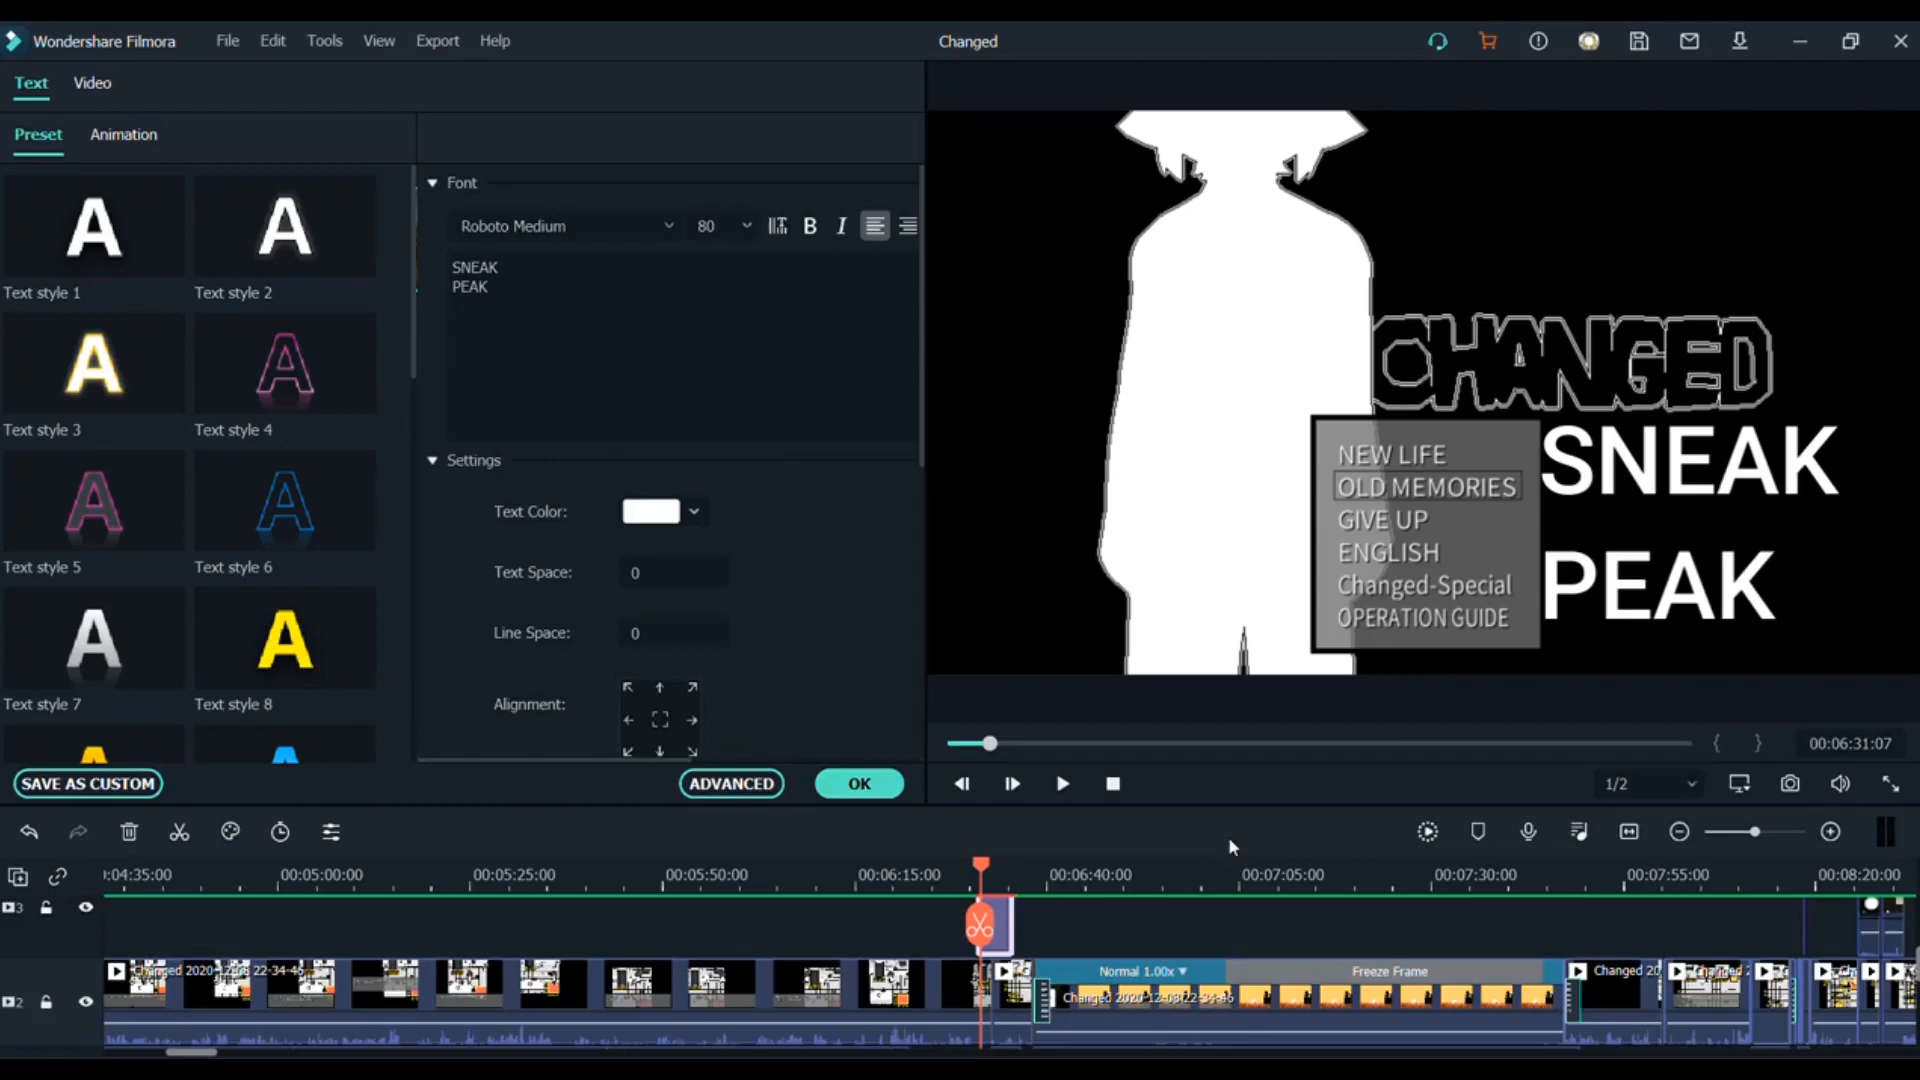 Wondershare Filmora File Edit Tools View Export Help
Changed
Text Video
Preset Animation
Font
Roboto Medium 80 B I
SNEAK
PEAK
A A
Text style 1 Text style 2
A A
Text style 3 Text style 4
A A
Text style 5 Text style 6
A A
Text style 7 Text style 8
Settings
Text Color:
Text Space: 0
Line Space: 0
Alignment:
SAVE AS CUSTOM ADVANCED OK
CHANGED
NEW LIFE
OLD MEMORIES
GIVE UP
ENGLISH
Changed-Special
OPERATION GUIDE
SNEAK
PEAK
{ } 00:06:31:07
1/2
:04:35:00 00:05:00:00 00:05:25:00 00:05:50:00 00:06:15:00 00:06:40:00 00:07:05:00 00:07:30:00 00:07:55:00 00:08:20:00
3
Changed 2020-12-08 22-34-46 Normal 1.00x Freeze Frame Changed 20
2 Changed 2020-12-08 22-34-46